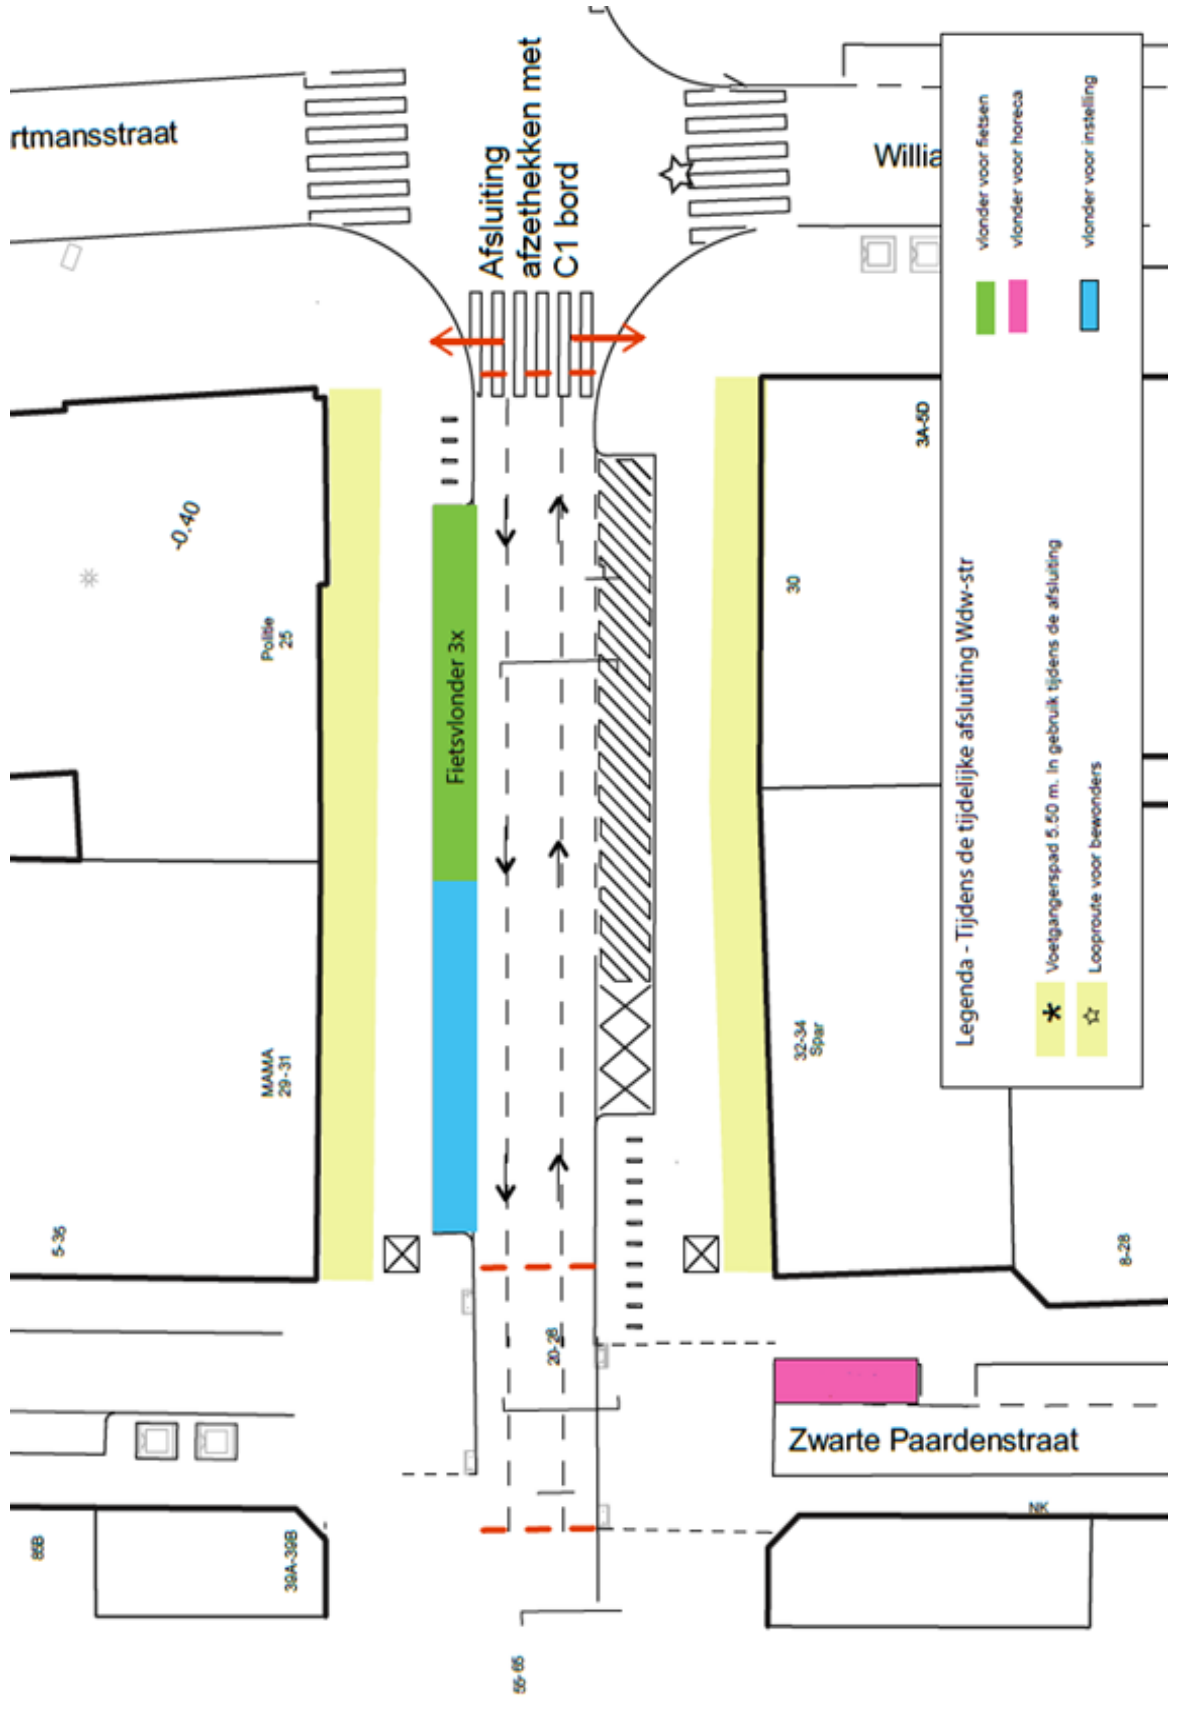 rtmansstraat
Afsluiting
afzethekken met
C1 bord
Willia
-0.40
Politie
25
Fietsvlonder 3x
30
3A-5D
MAMA
29-31
32-34
Spar
5-35
8-28
20-28
Zwarte Paardenstraat
NK
85B
39A-39B
55-65
Legenda - Tijdens de tijdelijke afsluiting Wdw-str
* Voetgangerspad 5.50 m. In gebruik tijdens de afsluiting
Looproute voor bewonders
vlonder voor fietsen
vlonder voor horeca
vlonder voor instelling